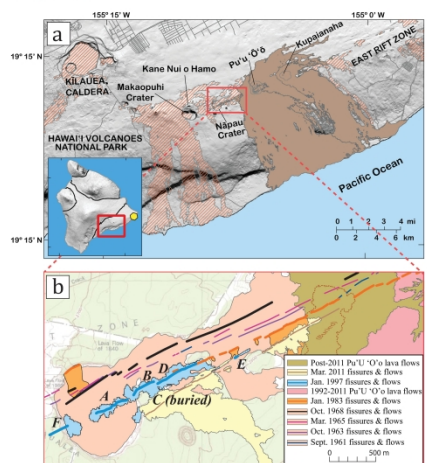 155° 15' W
155° 0' W
a
19° 15' N
Kupaianaha
Pu'u 'Ō'ō
EAST RIFT ZONE
Kane Nui o Hamo
KĪLAUEA
CALDERA
Makaopuhi
Crater
Napau
Crater
HAWAI'I VOLCANOES
NATIONAL PARK
Pacific Ocean
0 1 2 3 4 mi
0 2 4 6 km
19° 15' N
b
ZONE
F
A
B
D
C (buried)
E
Post-2011 Pu'U 'O'o lava flows
Mar. 2011 fissures & flows
Jan. 1997 fissures & flows
1992-2011 Pu'U 'O'o lava flows
Jan. 1983 fissures & flows
Oct. 1968 fissures & flows
Mar. 1965 fissures & flows
Oct. 1963 fissures & flows
Sept. 1961 fissures & flows
0 500 m